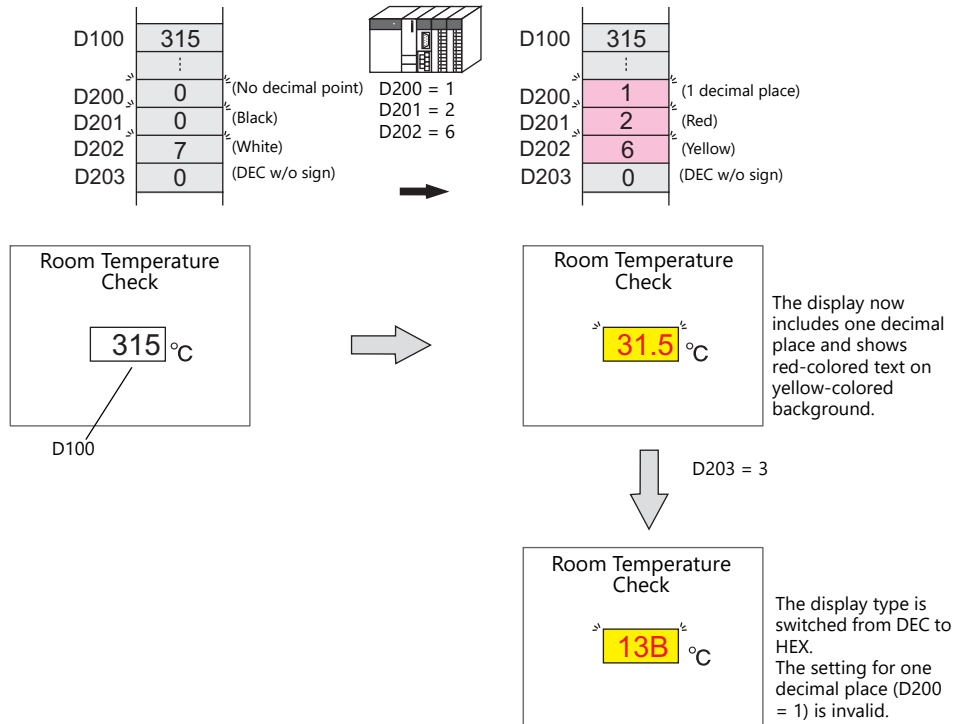 D100 315
D200 0 (No decimal point)
D201 0 (Black)
D202 7 (White)
D203 0 (DEC w/o sign)
D200 = 1
D201 = 2
D202 = 6
D100 315
D200 1 (1 decimal place)
D201 2 (Red)
D202 6 (Yellow)
D203 0 (DEC w/o sign)
Room Temperature
Check
315 °C
D100
Room Temperature
Check
31.5 °C
The display now
includes one decimal
place and shows
red-colored text on
yellow-colored
background.
D203 = 3
Room Temperature
Check
13B °C
The display type is
switched from DEC to
HEX.
The setting for one
decimal place (D200
= 1) is invalid.